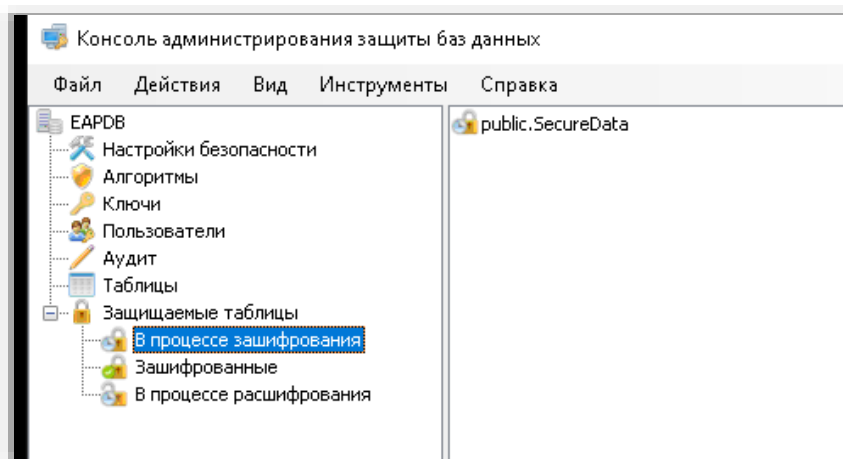 Консоль администрирования защиты баз данных
Файл Действия Вид Инструменты Справка
EAPDB
Настройки безопасности
Алгоритмы
Ключи
Пользователи
Аудит
Таблицы
Защищаемые таблицы
В процессе зашифрования
Зашифрованные
В процессе расшифрования
public.SecureData